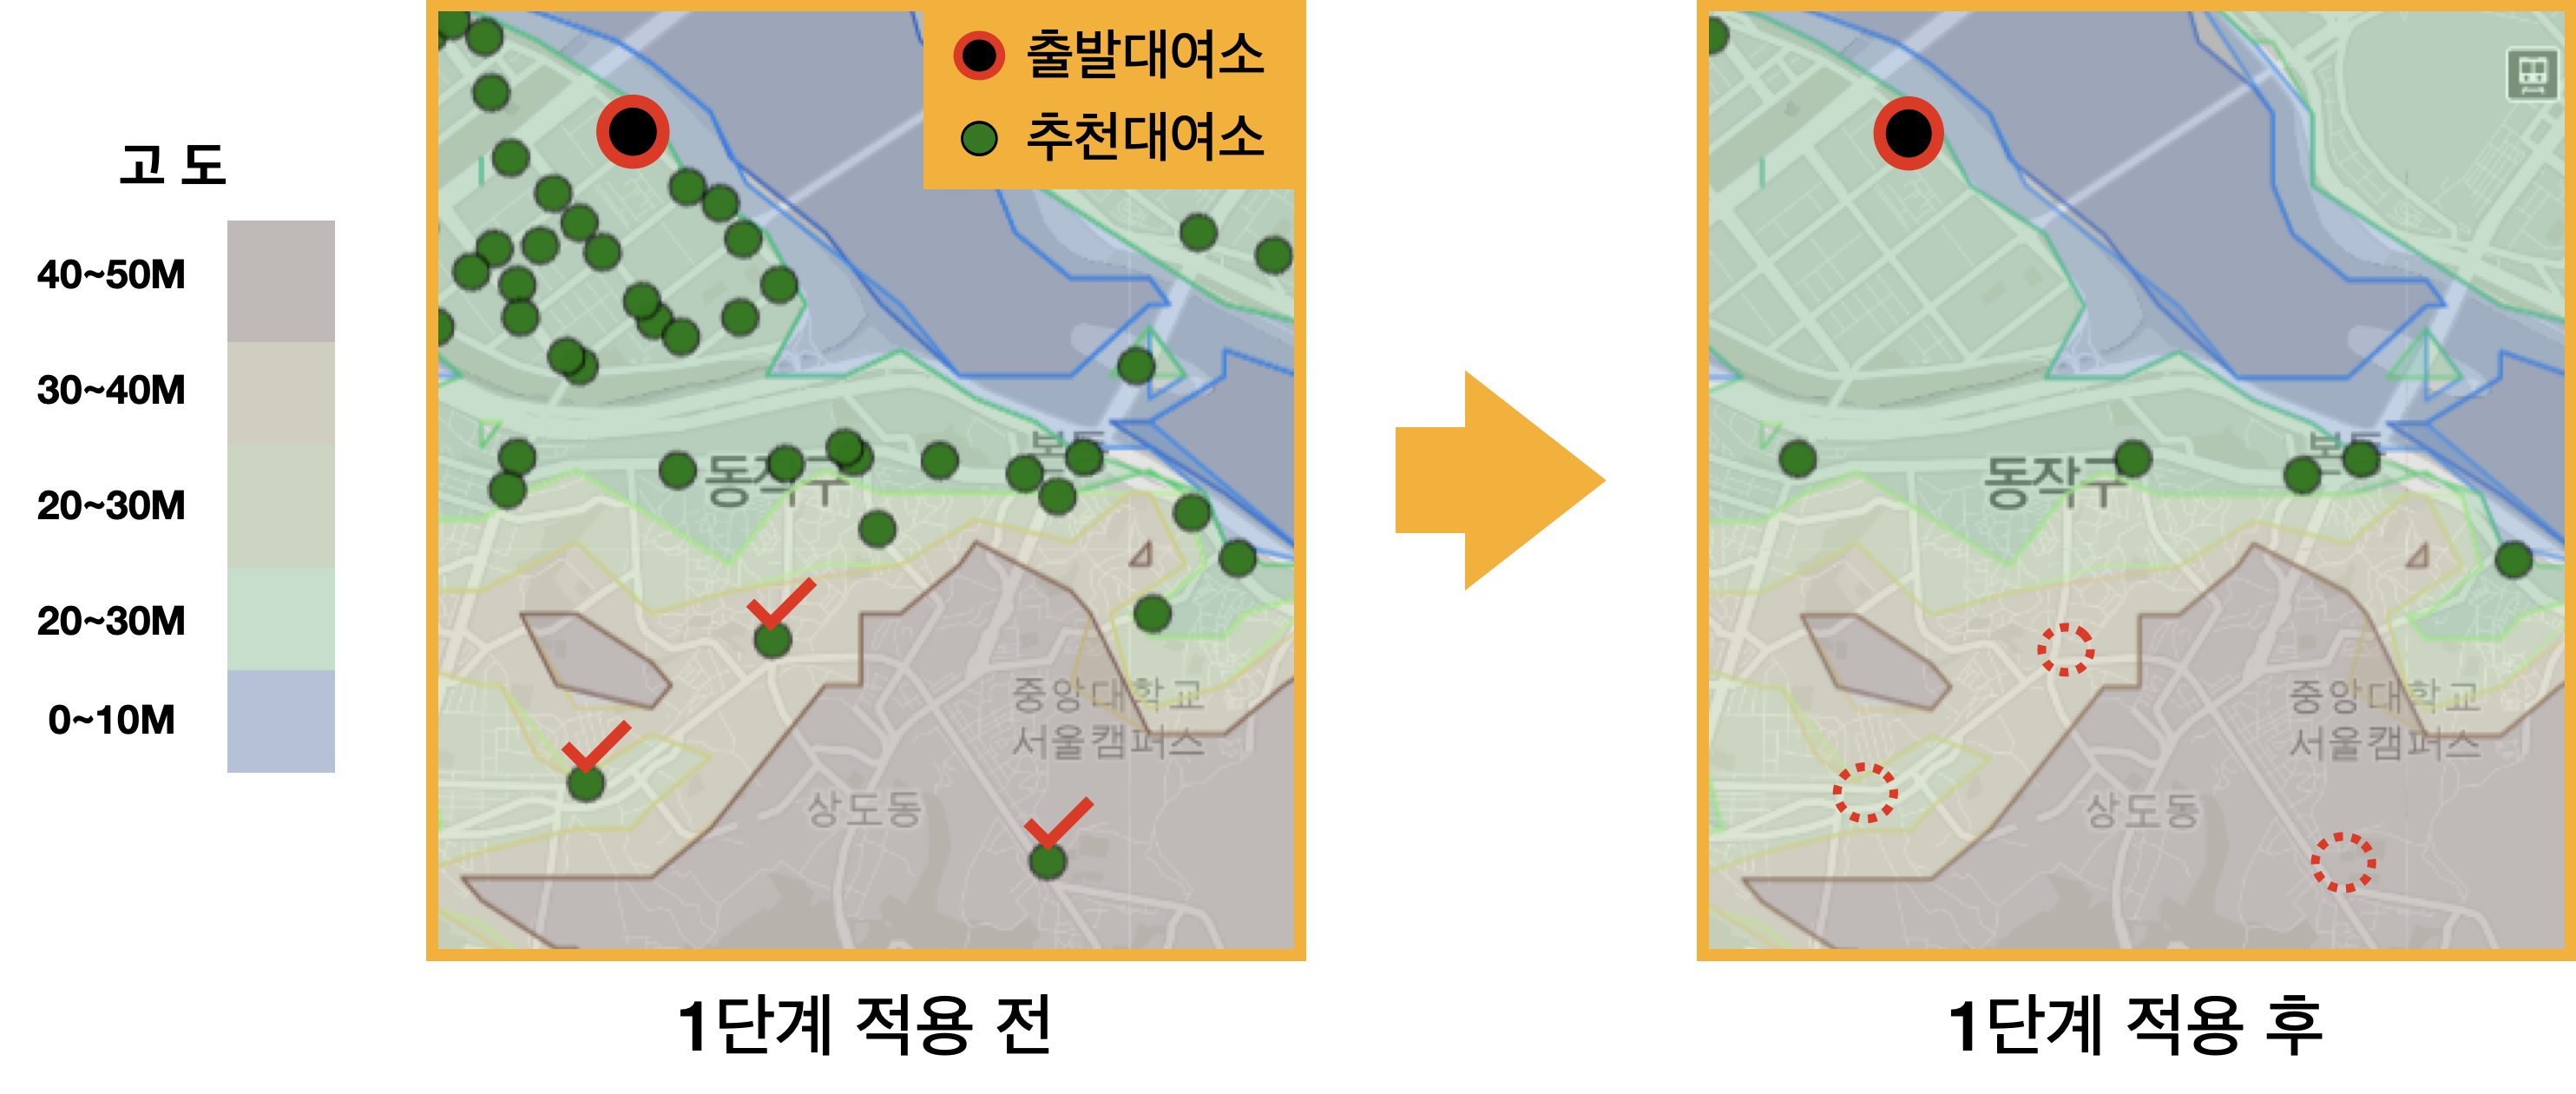 고 도
40~50M
30~40M
20~30M
20~30M
0~10M
출발대여소
추천대여소
동작구
본동
중앙대학교
서울캠퍼스
상도동
1단계 적용 전
동작구
본동
중앙대학교
서울캠퍼스
상도동
1단계 적용 후